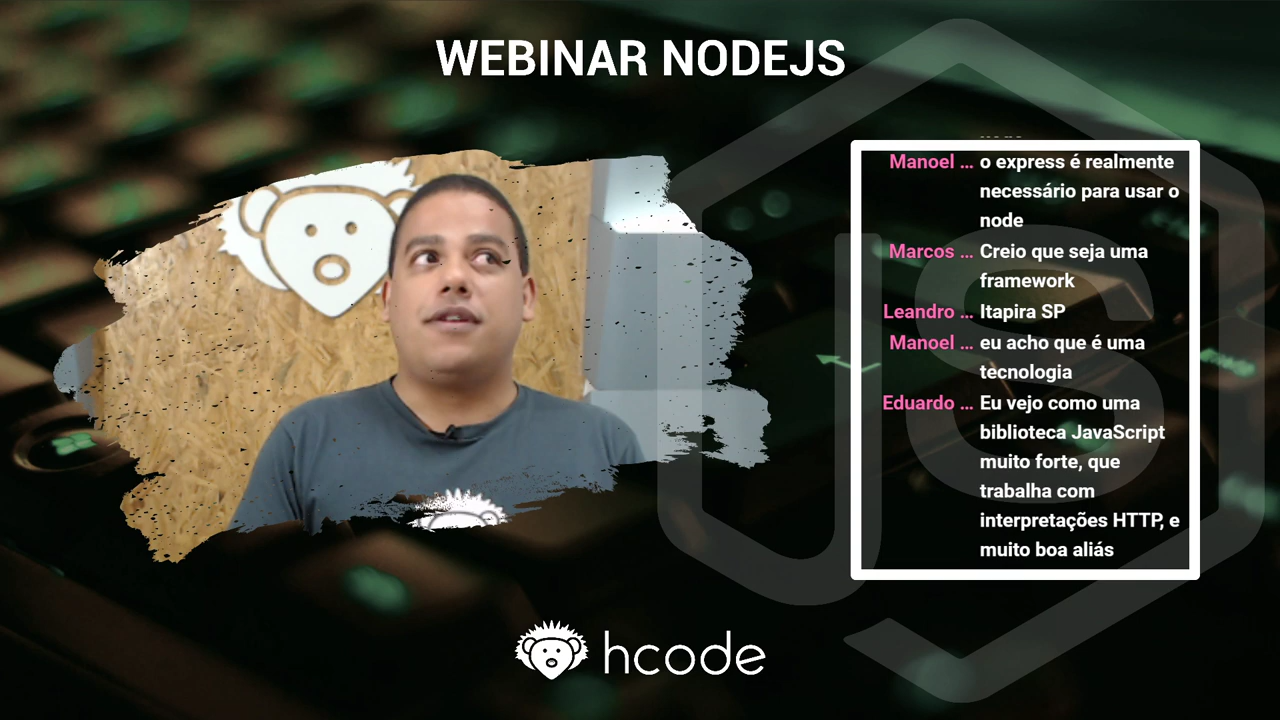 WEBINAR NODEJS
Manoel ... o express é realmente
necessário para usar o
node
Marcos ... Creio que seja uma
framework
Leandro ... Itapira SP
Manoel ... eu acho que é uma
tecnologia
Eduardo ... Eu vejo como uma
biblioteca JavaScript
muito forte, que
trabalha com
interpretações HTTP, e
muito boa aliás
hcode
JS